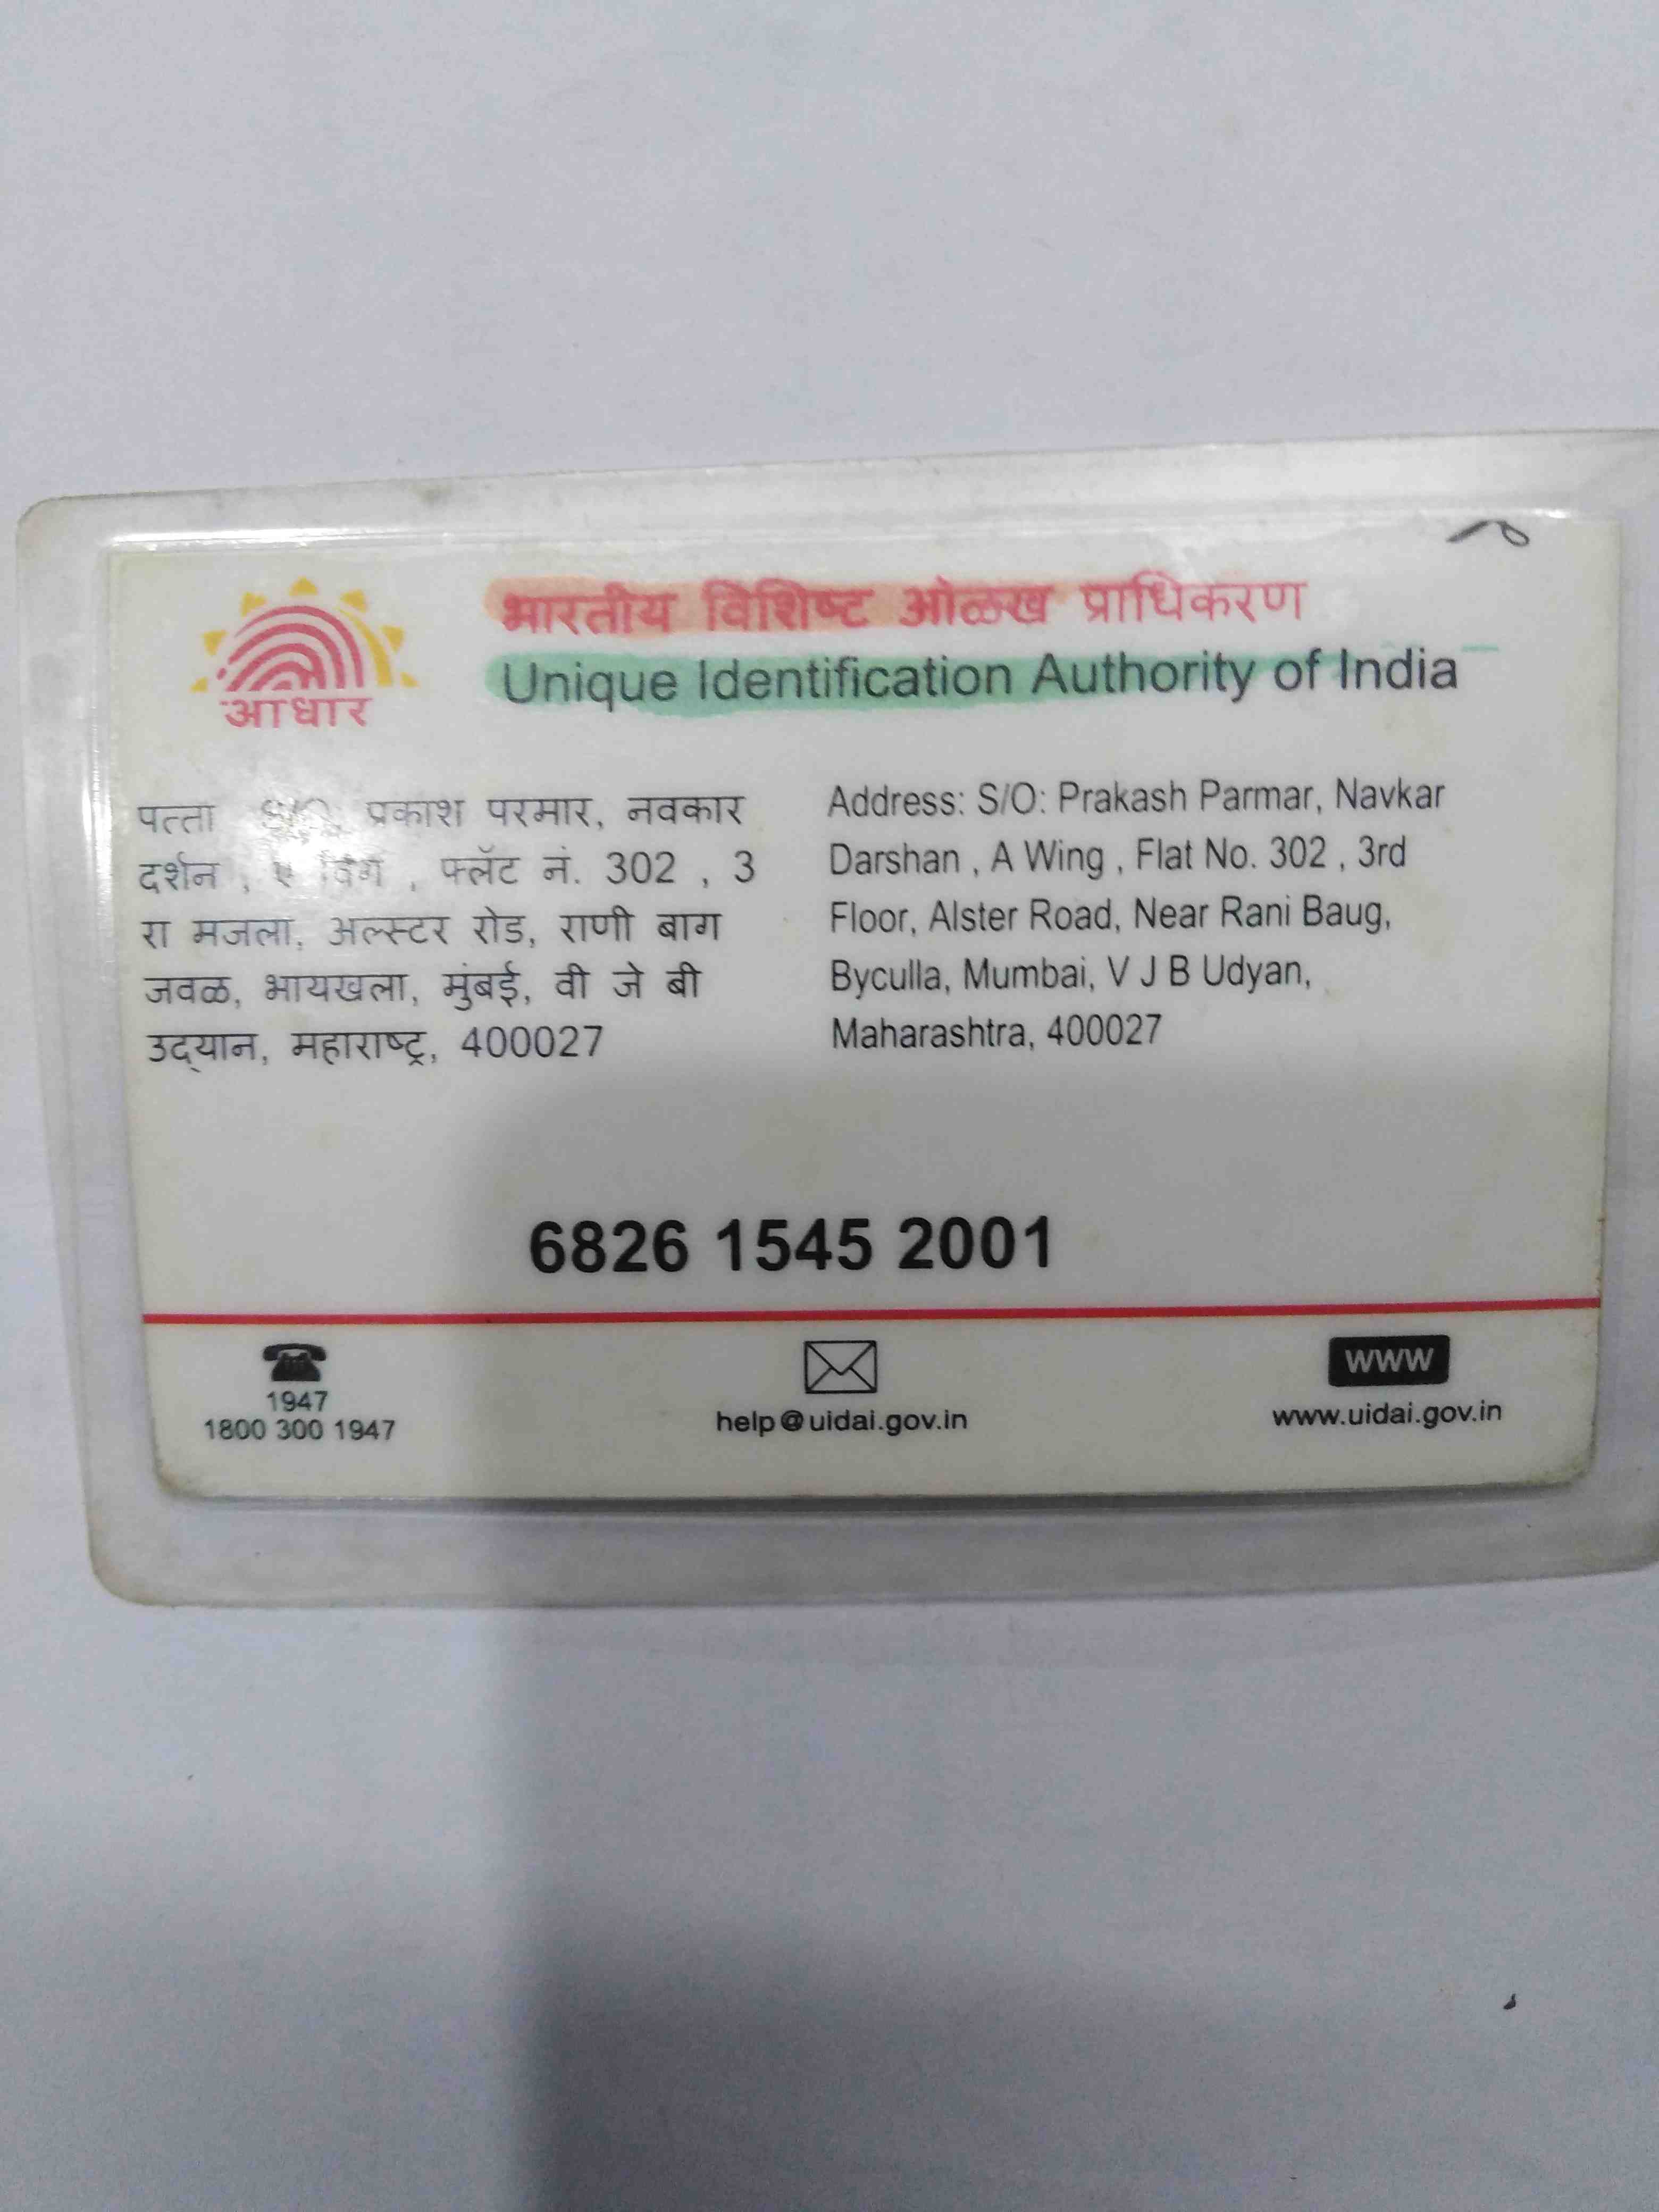 भारतीय विशिष्ट ओळख प्राधिकरण
Unique Identification Authority of India
आधार
पत्ता S/O: प्रकाश परमार, नवकार
दर्शन , ए विंग , फ्लॅट नं. 302 , 3
रा मजला, अल्स्टर रोड, राणी बाग
जवळ, भायखला, मुंबई, वी जे बी
उद्यान, महाराष्ट्र, 400027
Address: S/O: Prakash Parmar, Navkar
Darshan , A Wing , Flat No. 302 , 3rd
Floor, Alster Road, Near Rani Baug,
Byculla, Mumbai, V J B Udyan,
Maharashtra, 400027
6826 1545 2001
1947
1800 300 1947
help@uidai.gov.in
www
www.uidai.gov.in